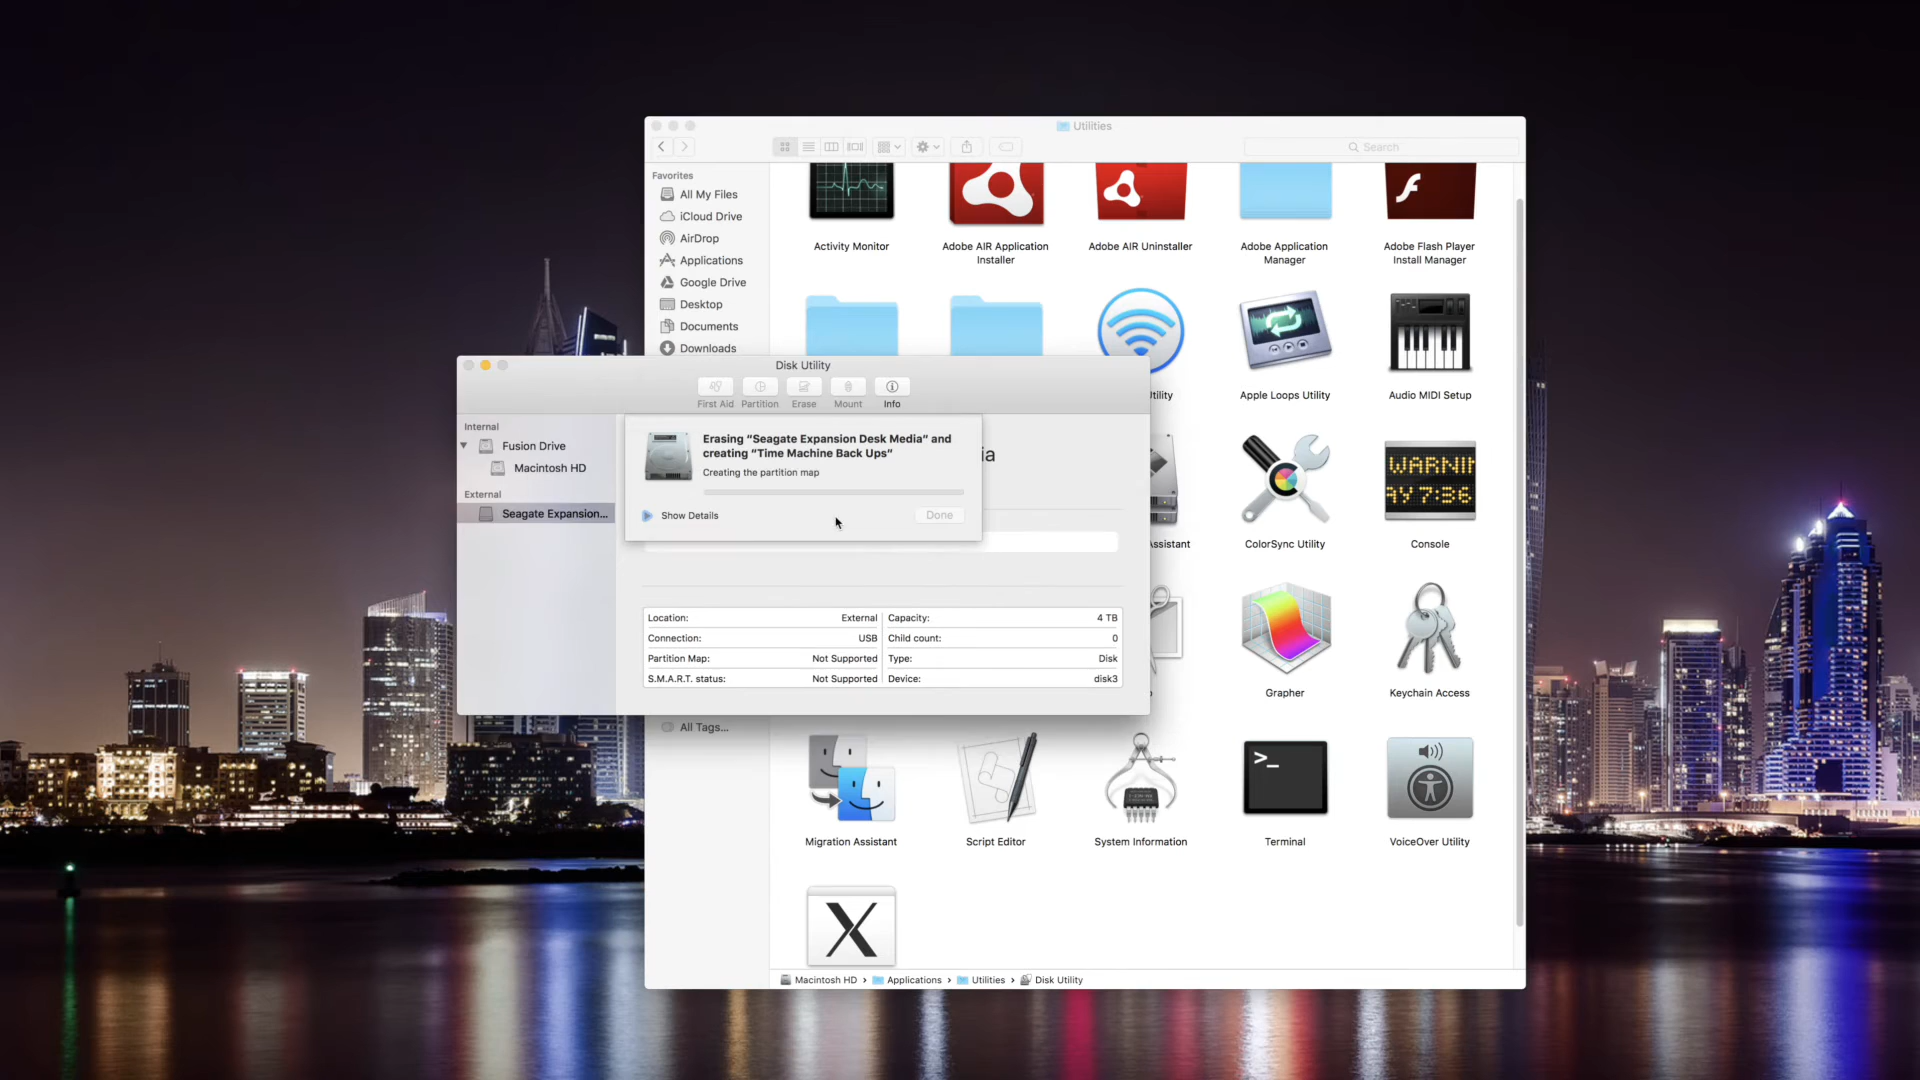 Utilities
Search
Favorites
All My Files
iCloud Drive
AirDrop
Applications
Google Drive
Desktop
Documents
Downloads
All Tags...
Activity Monitor
Adobe AIR Application
Installer
Adobe AIR Uninstaller
Adobe Application
Manager
Adobe Flash Player
Install Manager
Apple Loops Utility
Audio MIDI Setup
ColorSync Utility
WARNIN
AY 7:36
Console
Grapher
Keychain Access
Migration Assistant
Script Editor
System Information
>_
Terminal
VoiceOver Utility
X
Macintosh HD › Applications › Utilities › Disk Utility
Disk Utility
First Aid
Partition
Erase
Mount
Info
Internal
Fusion Drive
Macintosh HD
External
Seagate Expansion...
Erasing “Seagate Expansion Desk Media” and
creating “Time Machine Back Ups”
Creating the partition map
Show Details
Done
ia
Location: External
Connection: USB
Partition Map: Not Supported
S.M.A.R.T. status: Not Supported
Capacity: 4 TB
Child count: 0
Type: Disk
Device: disk3